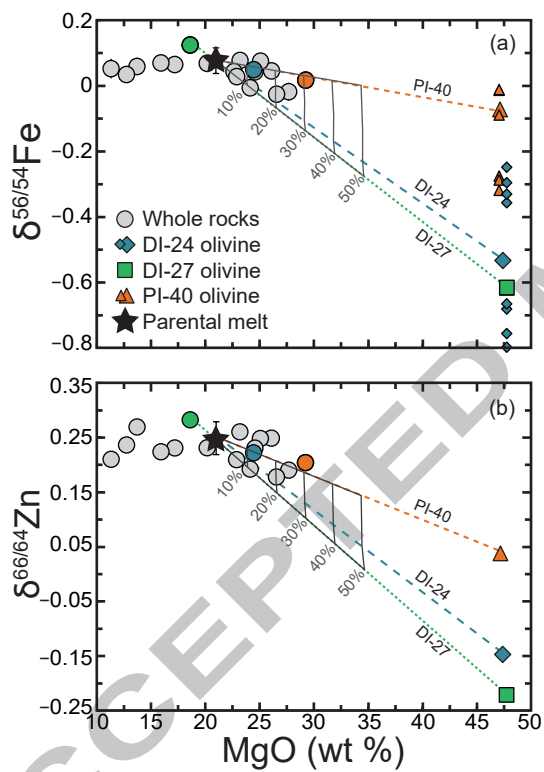 (a)
0.2
0
−0.2
−0.4
−0.6
−0.8
δ56/54Fe
PI-40
DI-24
DI-27
10%
20%
30%
40%
50%
Whole rocks
DI-24 olivine
DI-27 olivine
PI-40 olivine
Parental melt
(b)
0.35
0.25
0.15
0.05
−0.05
−0.15
−0.25
δ66/64Zn
PI-40
DI-24
DI-27
10%
20%
30%
40%
50%
10 15 20 25 30 35 40 45 50
MgO (wt %)
CCEPTED M